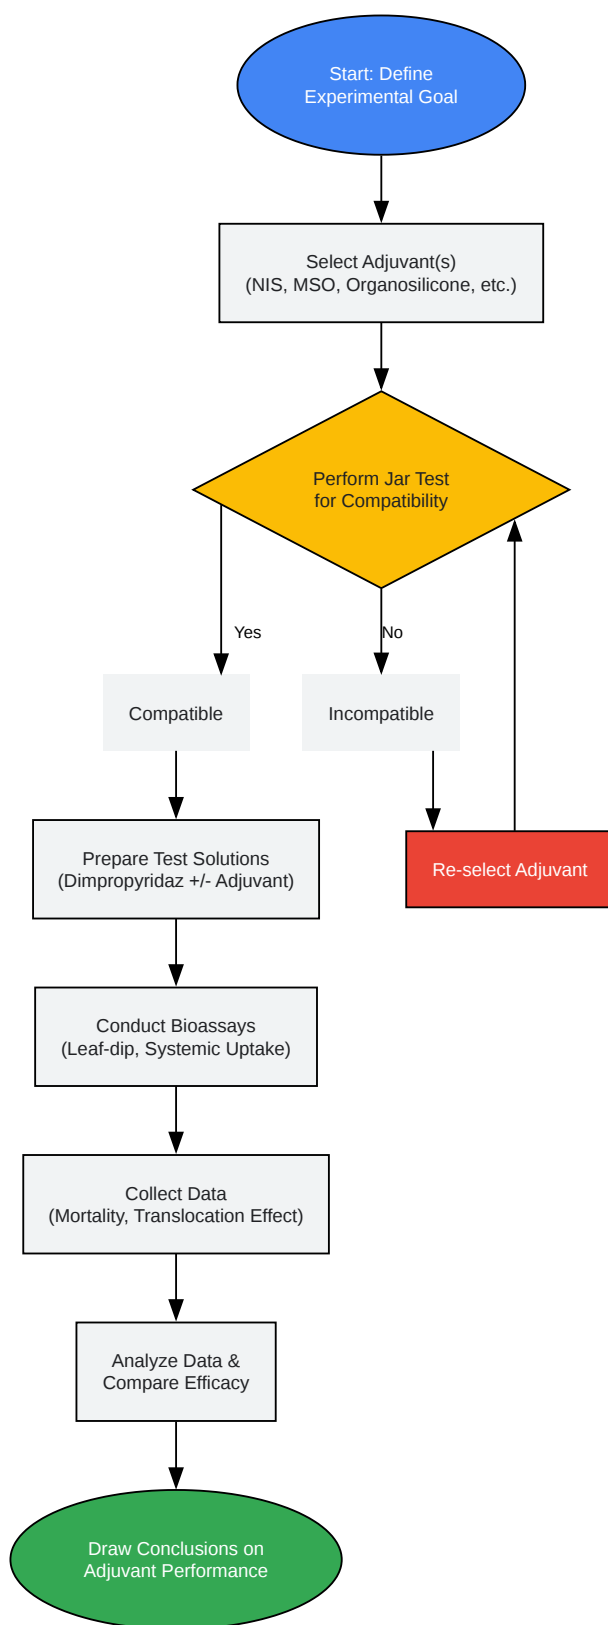 Start: Define
Experimental Goal
Select Adjuvant(s)
(NIS, MSO, Organosilicone, etc.)
Perform Jar Test
for Compatibility
Yes
No
Compatible
Incompatible
Prepare Test Solutions
(Dimpropyridaz +/- Adjuvant)
Re-select Adjuvant
Conduct Bioassays
(Leaf-dip, Systemic Uptake)
Collect Data
(Mortality, Translocation Effect)
Analyze Data &
Compare Efficacy
Draw Conclusions on
Adjuvant Performance